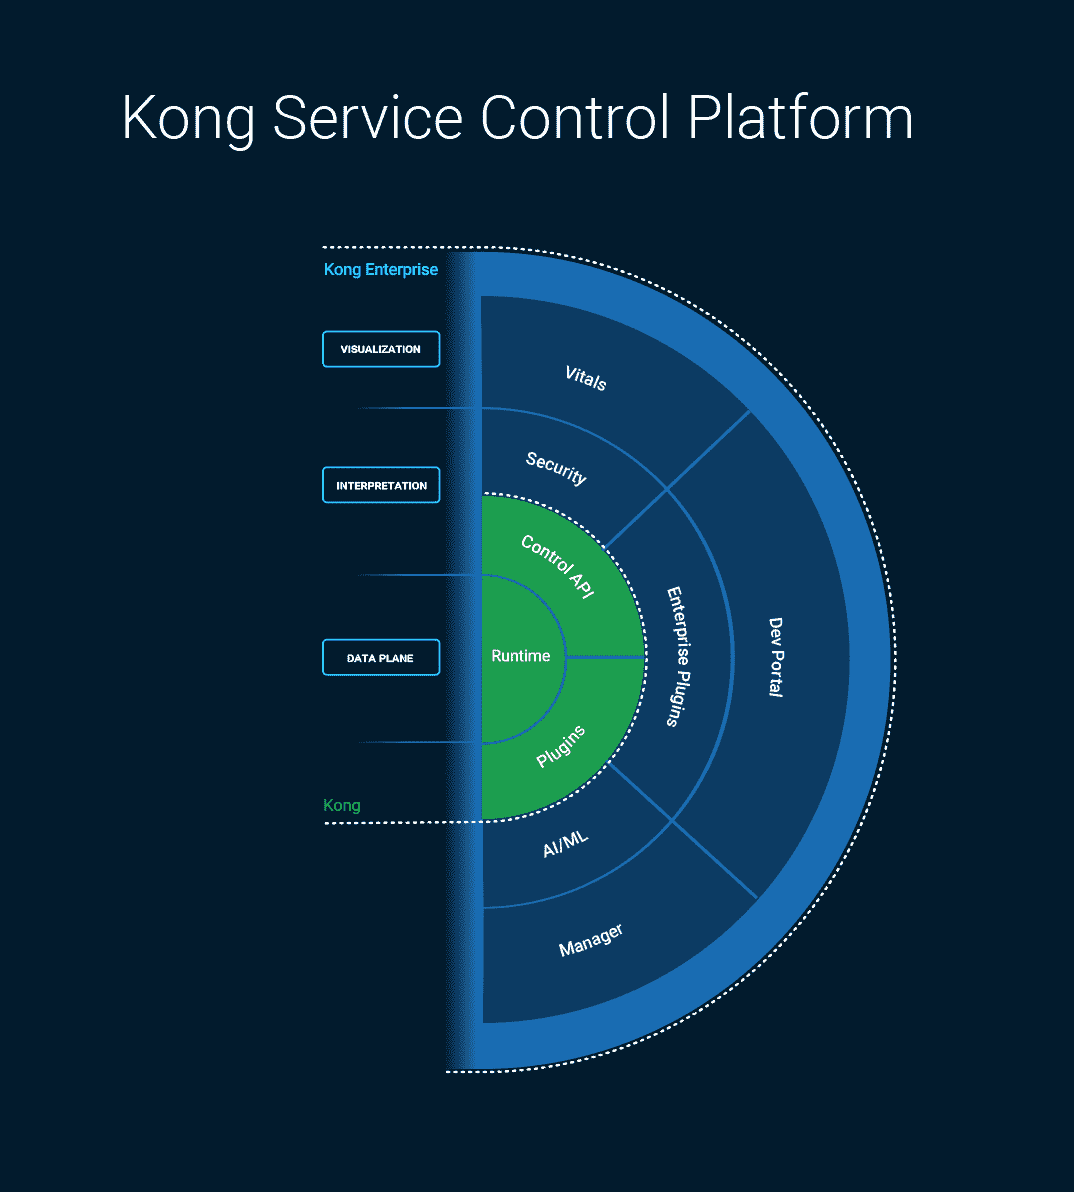 Kong Service Control Platform
Kong Enterprise
VISUALIZATION
Vitals
Security
INTERPRETATION
Control API
Enterprise Plugins
Dev Portal
DATA PLANE
Runtime
Plugins
Kong
AI/ML
Manager